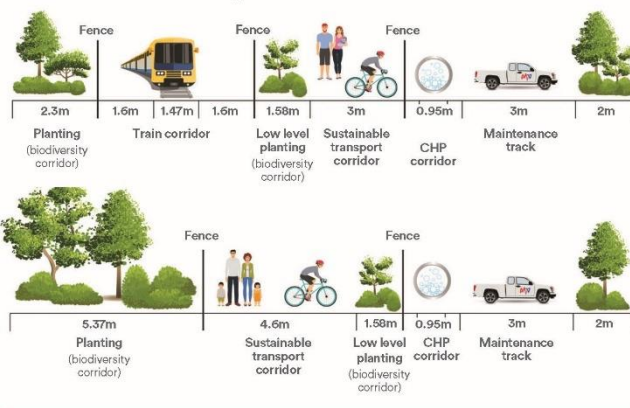 Fence Fence Fence
2.3m 1.6m 1.47m 1.6m 1.58m 3m 0.95m 3m 2m
Planting Train corridor Low level Sustainable CHP Maintenance
(biodiversity planting transport corridor track
corridor) (biodiversity corridor
corridor)
Fence Fence
5.37m 4.6m 1.58m 0.95m 3m 2m
Planting Sustainable Low level CHP Maintenance
(biodiversity transport planting corridor track
corridor) corridor (biodiversity
corridor)